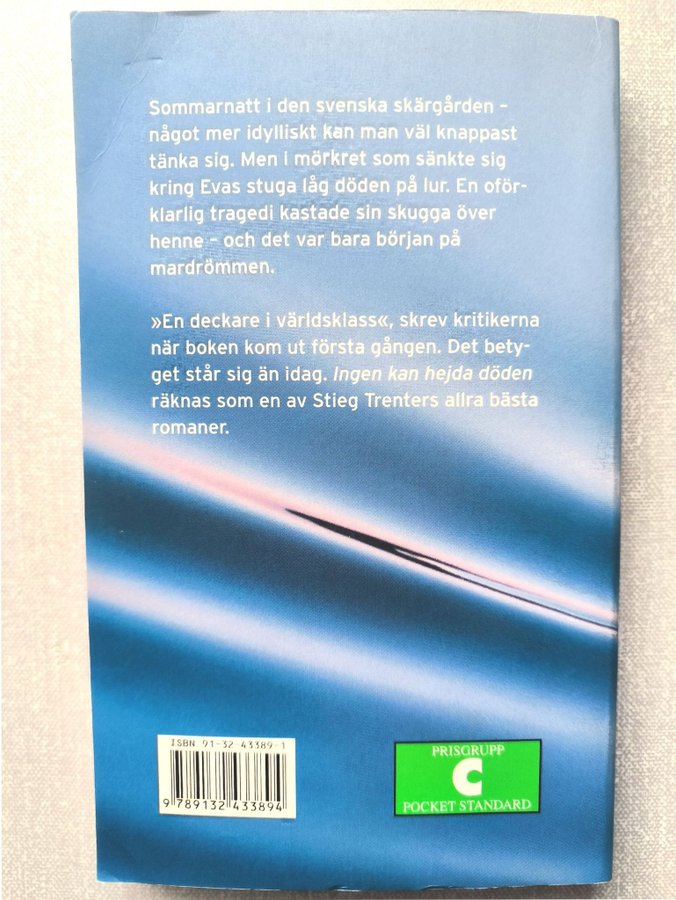 Sommarnatt i den svenska skärgården –
något mer idylliskt kan man väl knappast
tänka sig. Men i mörkret som sänkte sig
kring Evas stuga låg döden på lur. En oför-
klarlig tragedi kastade sin skugga över
henne – och det var bara början på
mardrömmen.
»En deckare i världsklass«, skrev kritikerna
när boken kom ut första gången. Det bety-
get står sig än idag. Ingen kan hejda döden
räknas som en av Stieg Trenters allra bästa
romaner.
ISBN 91-32-43389-1
9 789132 433894
PRISGRUPP
C
POCKET STANDARD